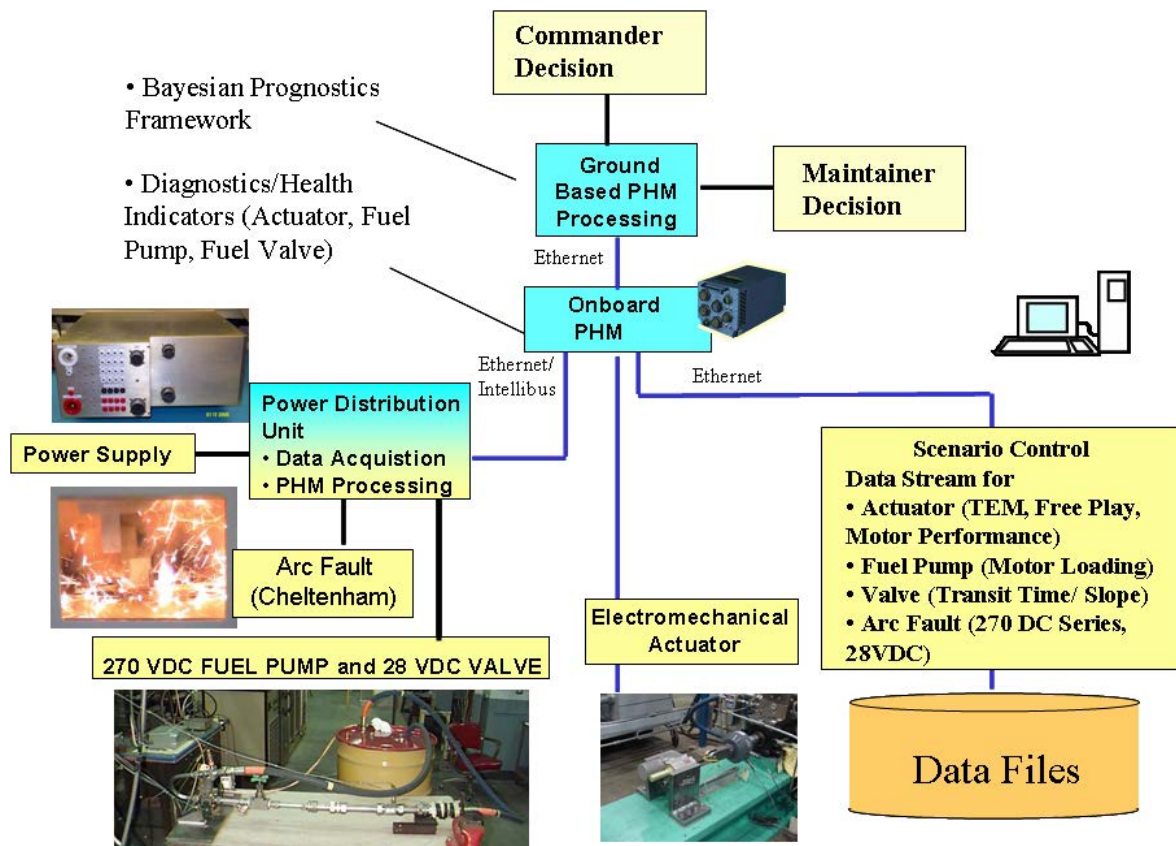 Commander
Decision
• Bayesian Prognostics
Framework
• Diagnostics/Health
Indicators (Actuator, Fuel
Pump, Fuel Valve)
Ground
Based PHM
Processing
Maintainer
Decision
Ethernet
Onboard
PHM
Ethernet/
Intellibus
Ethernet
Power Distribution
Unit
• Data Acquistion
• PHM Processing
Power Supply
Arc Fault
(Cheltenham)
270 VDC FUEL PUMP and 28 VDC VALVE
Electromechanical
Actuator
Scenario Control
Data Stream for
• Actuator (TEM, Free Play,
Motor Performance)
• Fuel Pump (Motor Loading)
• Valve (Transit Time/ Slope)
• Arc Fault (270 DC Series,
28VDC)
Data Files